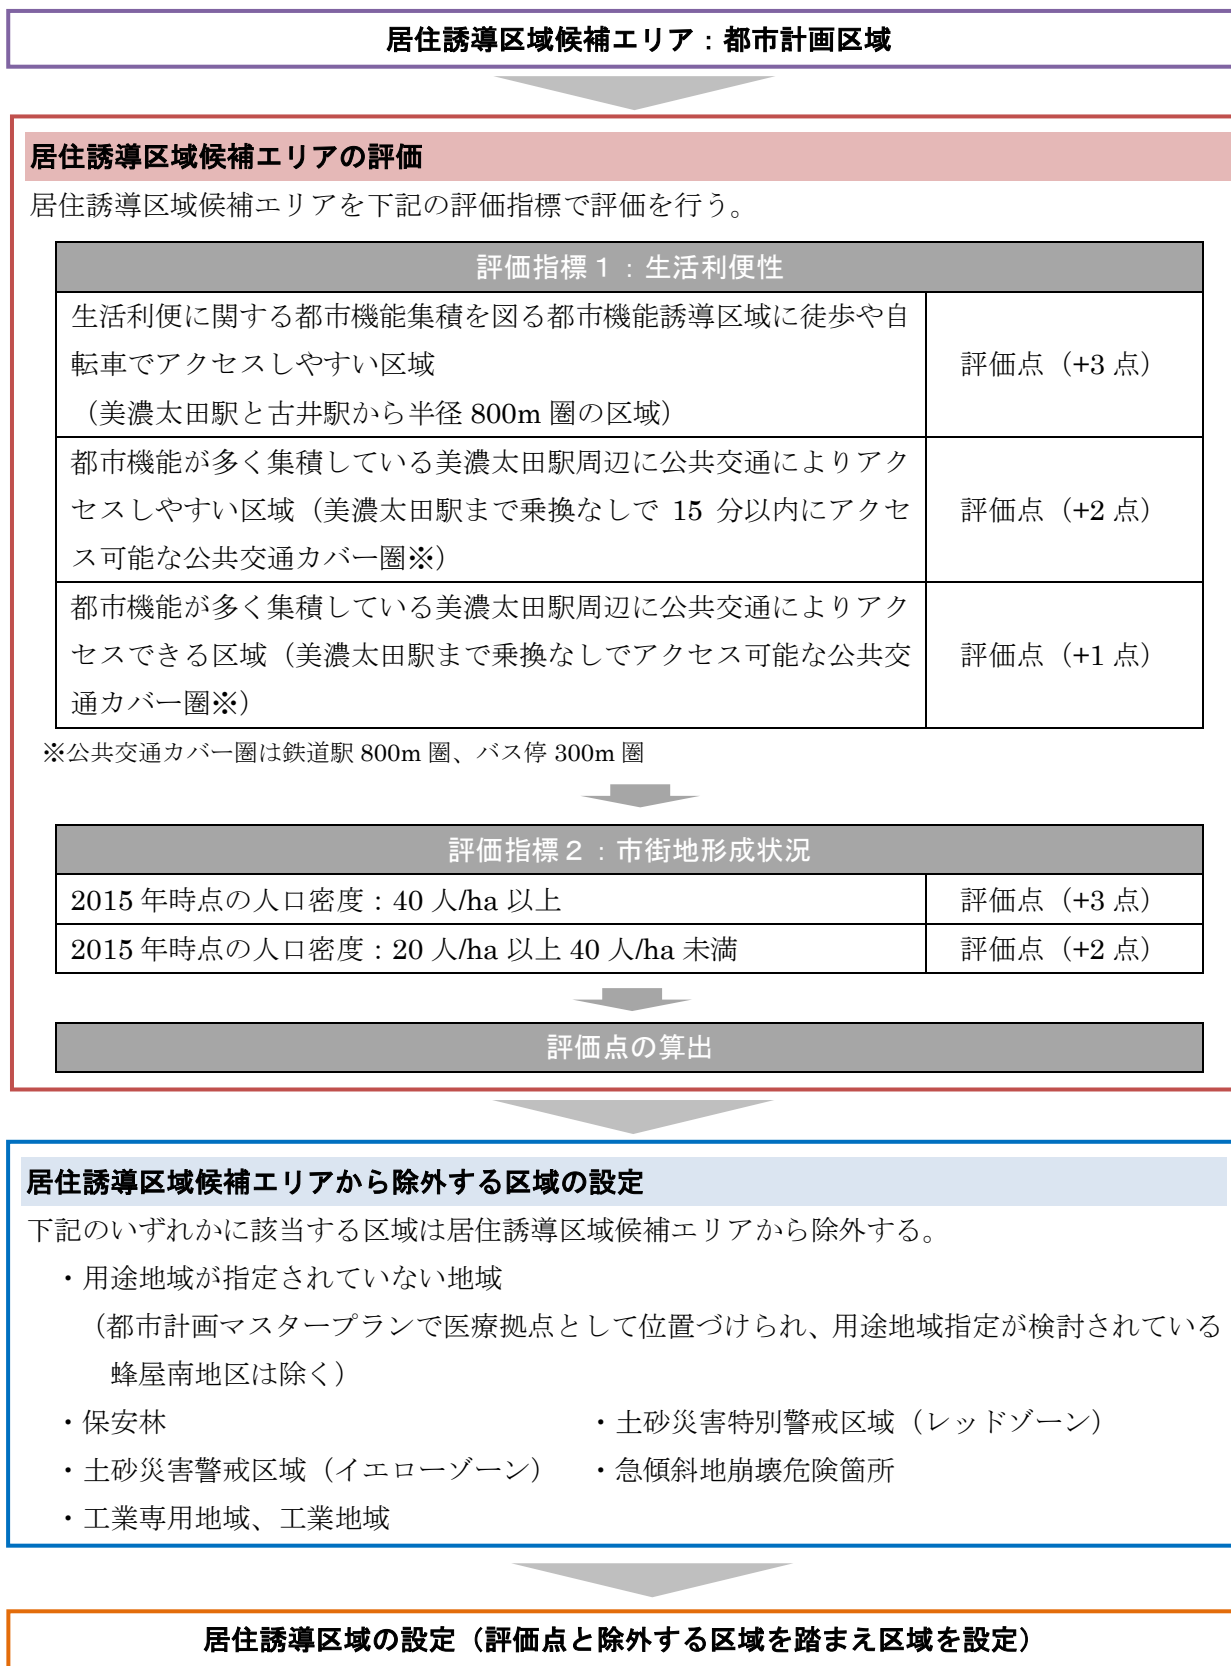 居住誘導区域候補エリア：都市計画区域
居住誘導区域候補エリアの評価
居住誘導区域候補エリアを下記の評価指標で評価を行う。
評価指標１：生活利便性
生活利便に関する都市機能集積を図る都市機能誘導区域に徒歩や自
転車でアクセスしやすい区域
（美濃太田駅と古井駅から半径 800m 圏の区域）
評価点（+3 点）
都市機能が多く集積している美濃太田駅周辺に公共交通によりアク
セスしやすい区域（美濃太田駅まで乗換なしで 15 分以内にアクセ
ス可能な公共交通カバー圏※）
評価点（+2 点）
都市機能が多く集積している美濃太田駅周辺に公共交通によりアク
セスできる区域（美濃太田駅まで乗換なしでアクセス可能な公共交
通カバー圏※）
評価点（+1 点）
※公共交通カバー圏は鉄道駅 800m 圏、バス停 300m 圏
評価指標２：市街地形成状況
2015 年時点の人口密度：40 人/ha 以上
評価点（+3 点）
2015 年時点の人口密度：20 人/ha 以上 40 人/ha 未満
評価点（+2 点）
評価点の算出
居住誘導区域候補エリアから除外する区域の設定
下記のいずれかに該当する区域は居住誘導区域候補エリアから除外する。
・用途地域が指定されていない地域
（都市計画マスタープランで医療拠点として位置づけられ、用途地域指定が検討されている
蜂屋南地区は除く）
・保安林
・土砂災害特別警戒区域（レッドゾーン）
・土砂災害警戒区域（イエローゾーン）
・急傾斜地崩壊危険箇所
・工業専用地域、工業地域
居住誘導区域の設定（評価点と除外する区域を踏まえ区域を設定）